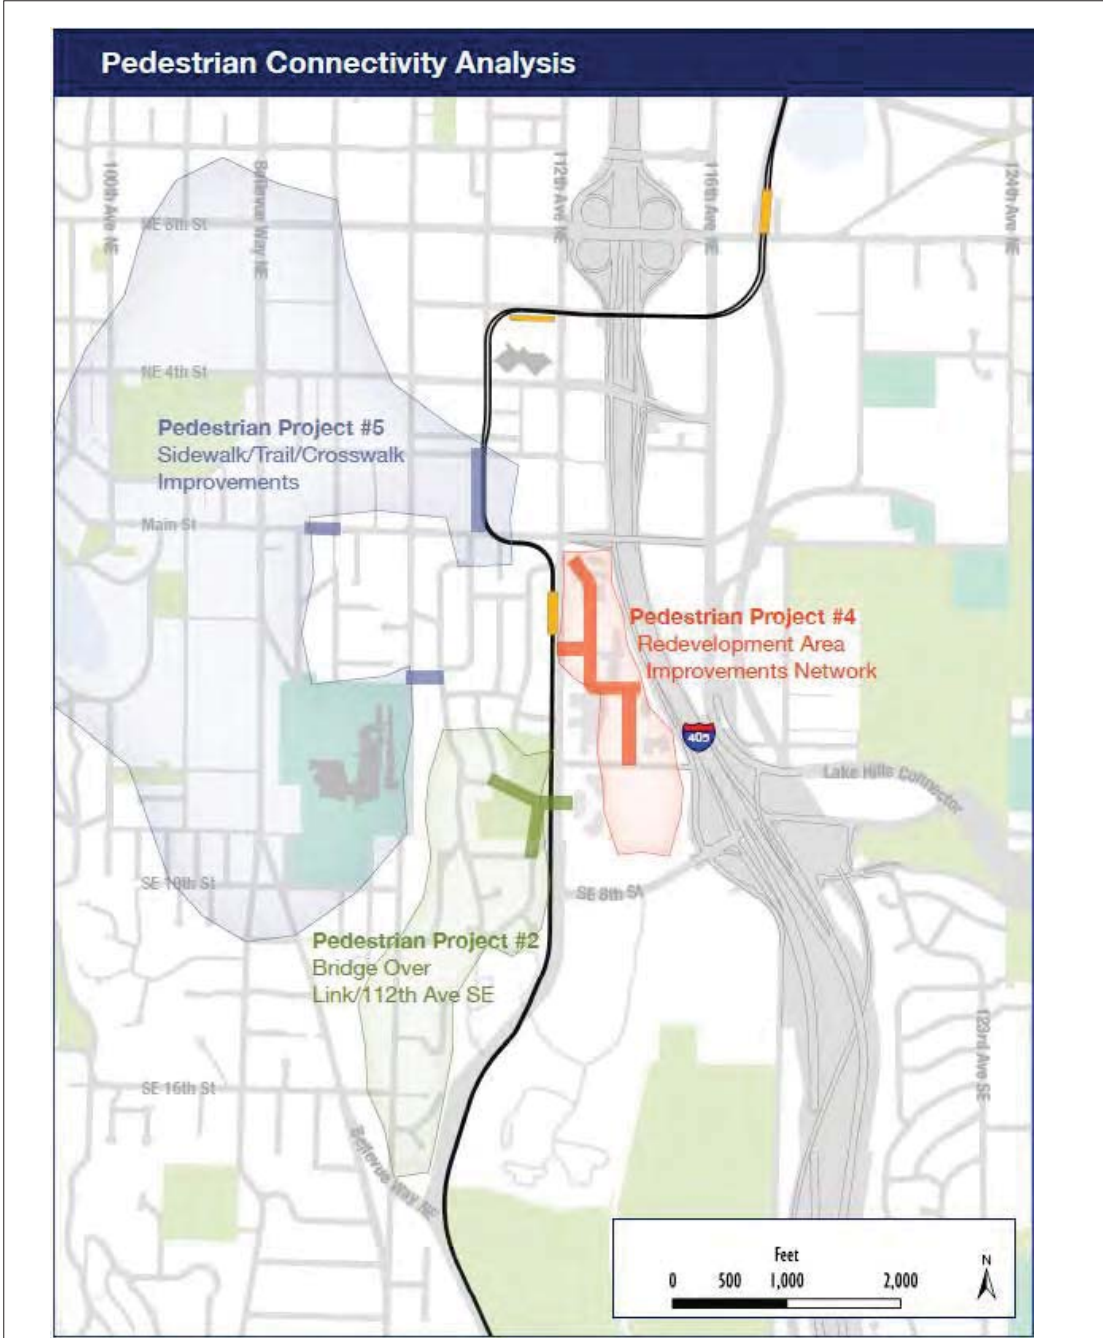 Pedestrian Connectivity Analysis
100th Ave NE
Bellevue Way NE
112th Ave NE
116th Ave NE
124th Ave NE
NE 8th St
NE 4th St
Pedestrian Project #5
Sidewalk/Trail/Crosswalk
Improvements
Main St
Pedestrian Project #4
Redevelopment Area
Improvements Network
405
Lake Hills Connector
SE 10th St
SE 8th St
Pedestrian Project #2
Bridge Over
Link/112th Ave SE
123rd Ave SE
SE 16th St
Bellevue Way NE
Feet
0 500 1,000 2,000
N